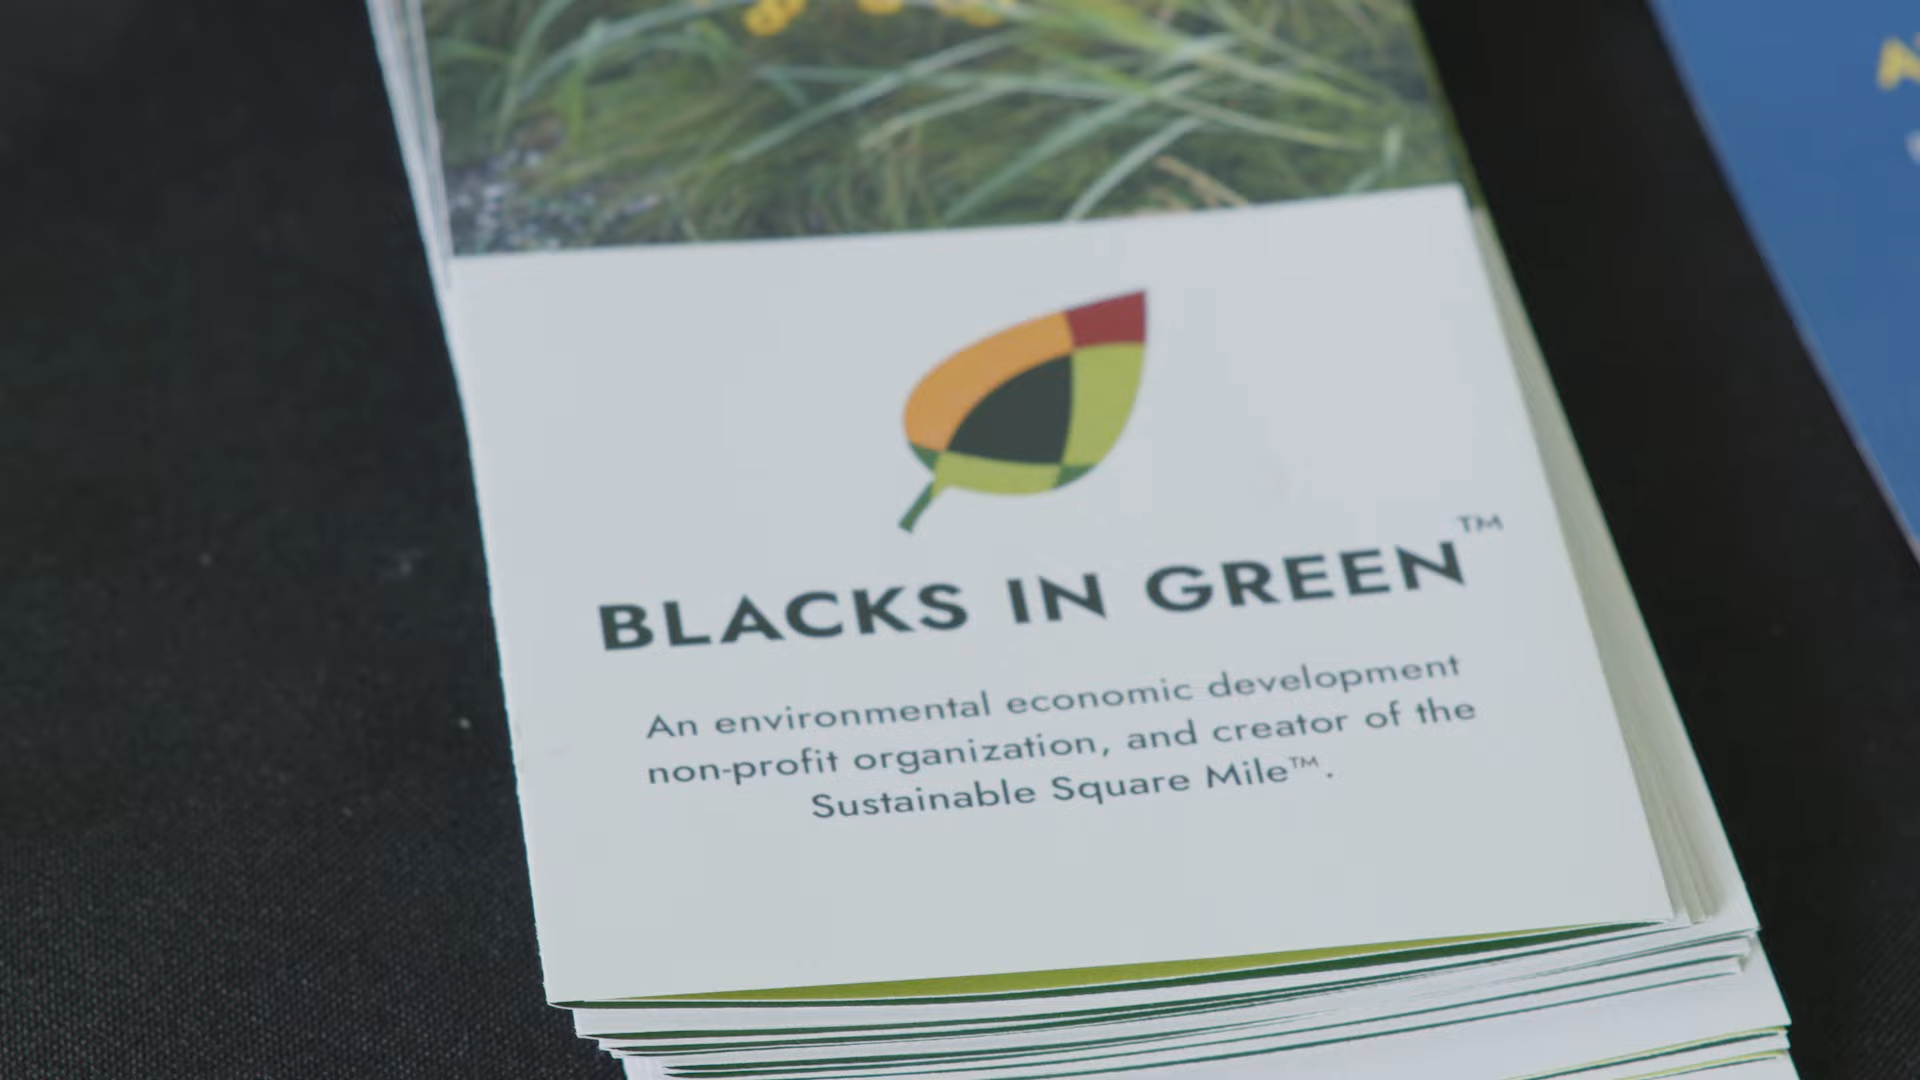 BLACKS IN GREEN™
An environmental economic development
non-profit organization, and creator of the
Sustainable Square Mile™.